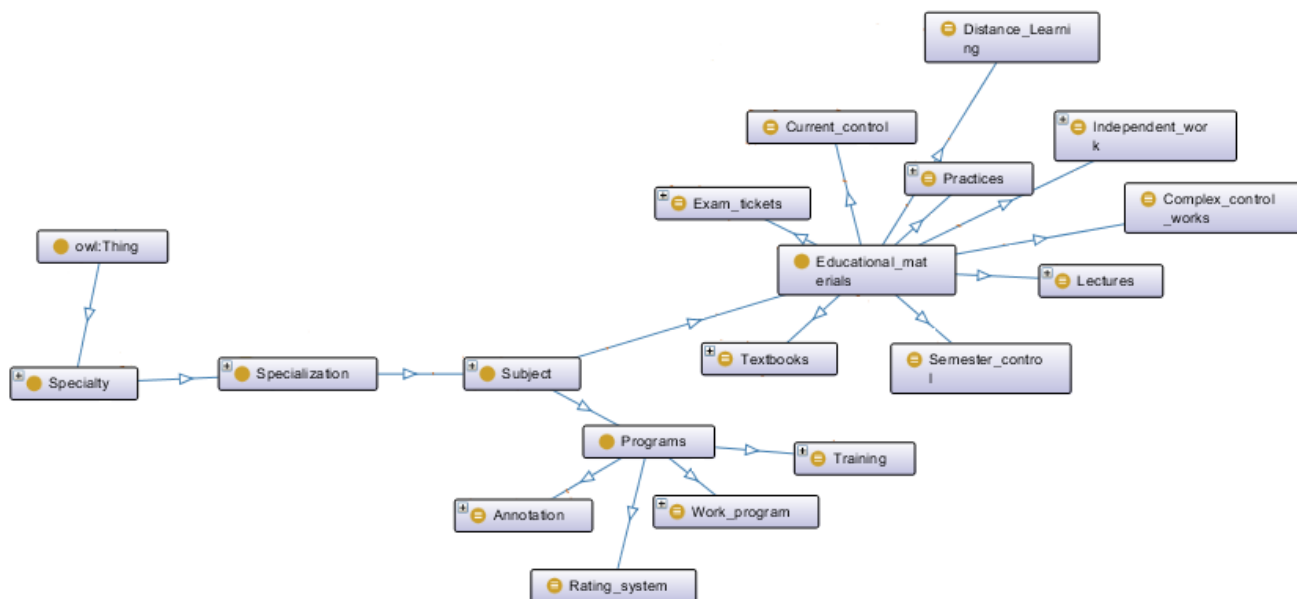 Distance_Learni
ng
Current_control
Independent_wor
k
Practices
Exam_tickets
Complex_control
_works
owl:Thing
Educational_mat
erials
Lectures
Textbooks
Semester_contro
l
Specialty
Specialization
Subject
Programs
Training
Annotation
Work_program
Rating_system